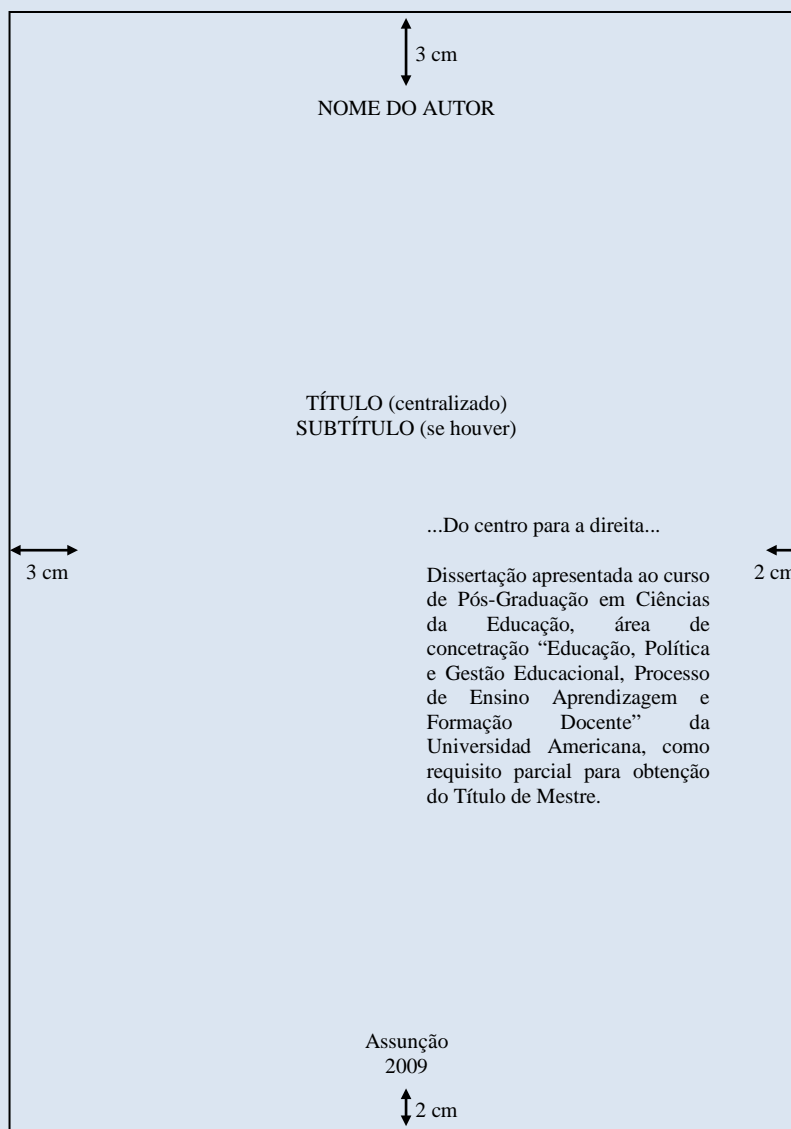 3 cm
NOME DO AUTOR
TÍTULO (centralizado)
SUBTÍTULO (se houver)
...Do centro para a direita...
3 cm
2 cm
Dissertação apresentada ao curso
de Pós-Graduação em Ciências
da Educação, área de
concetração “Educação, Política
e Gestão Educacional, Processo
de Ensino Aprendizagem e
Formação Docente” da
Universidad Americana, como
requisito parcial para obtenção
do Título de Mestre.
Assunção
2009
2 cm